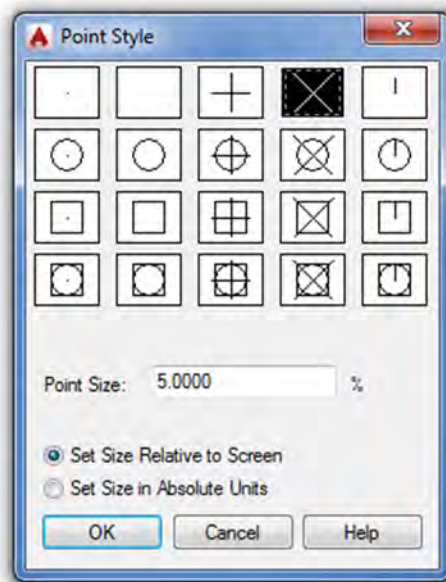 Point Style
Point Size: 5.0000 %
Set Size Relative to Screen
Set Size in Absolute Units
OK Cancel Help